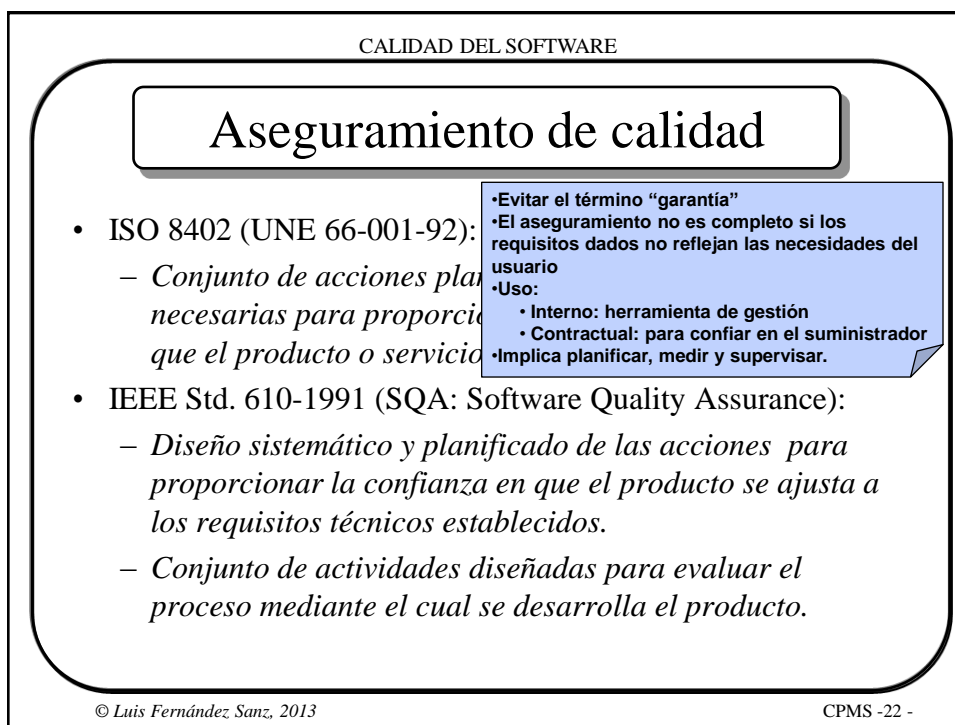 CALIDAD DEL SOFTWARE
Aseguramiento de calidad
• ISO 8402 (UNE 66-001-92):
– Conjunto de acciones
necesarias para
que el producto o servicio
•Evitar el término “garantía”
•El aseguramiento no es completo si los
requisitos dados no reflejan las necesidades del
usuario
•Uso:
• Interno: herramienta de gestión
• Contractual: para confiar en el suministrador
•Implica planificar, medir y supervisar.
• IEEE Std. 610-1991 (SQA: Software Quality Assurance):
– Diseño sistemático y planificado de las acciones para
proporcionar la confianza en que el producto se ajusta a
los requisitos técnicos establecidos.
– Conjunto de actividades diseñadas para evaluar el
proceso mediante el cual se desarrolla el producto.
© Luis Fernández Sanz, 2013
CPMS -22 -